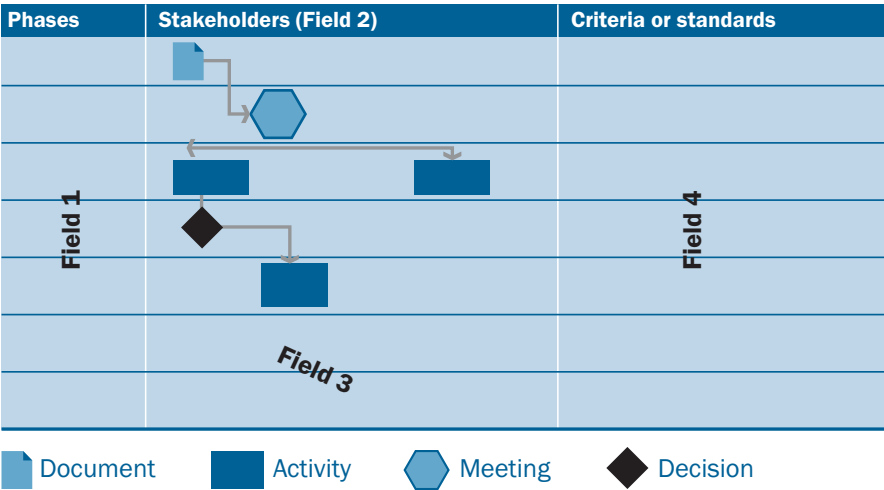 Phases Stakeholders (Field 2) Criteria or standards
Field 1
Field 4
Field 3
Document Activity Meeting Decision